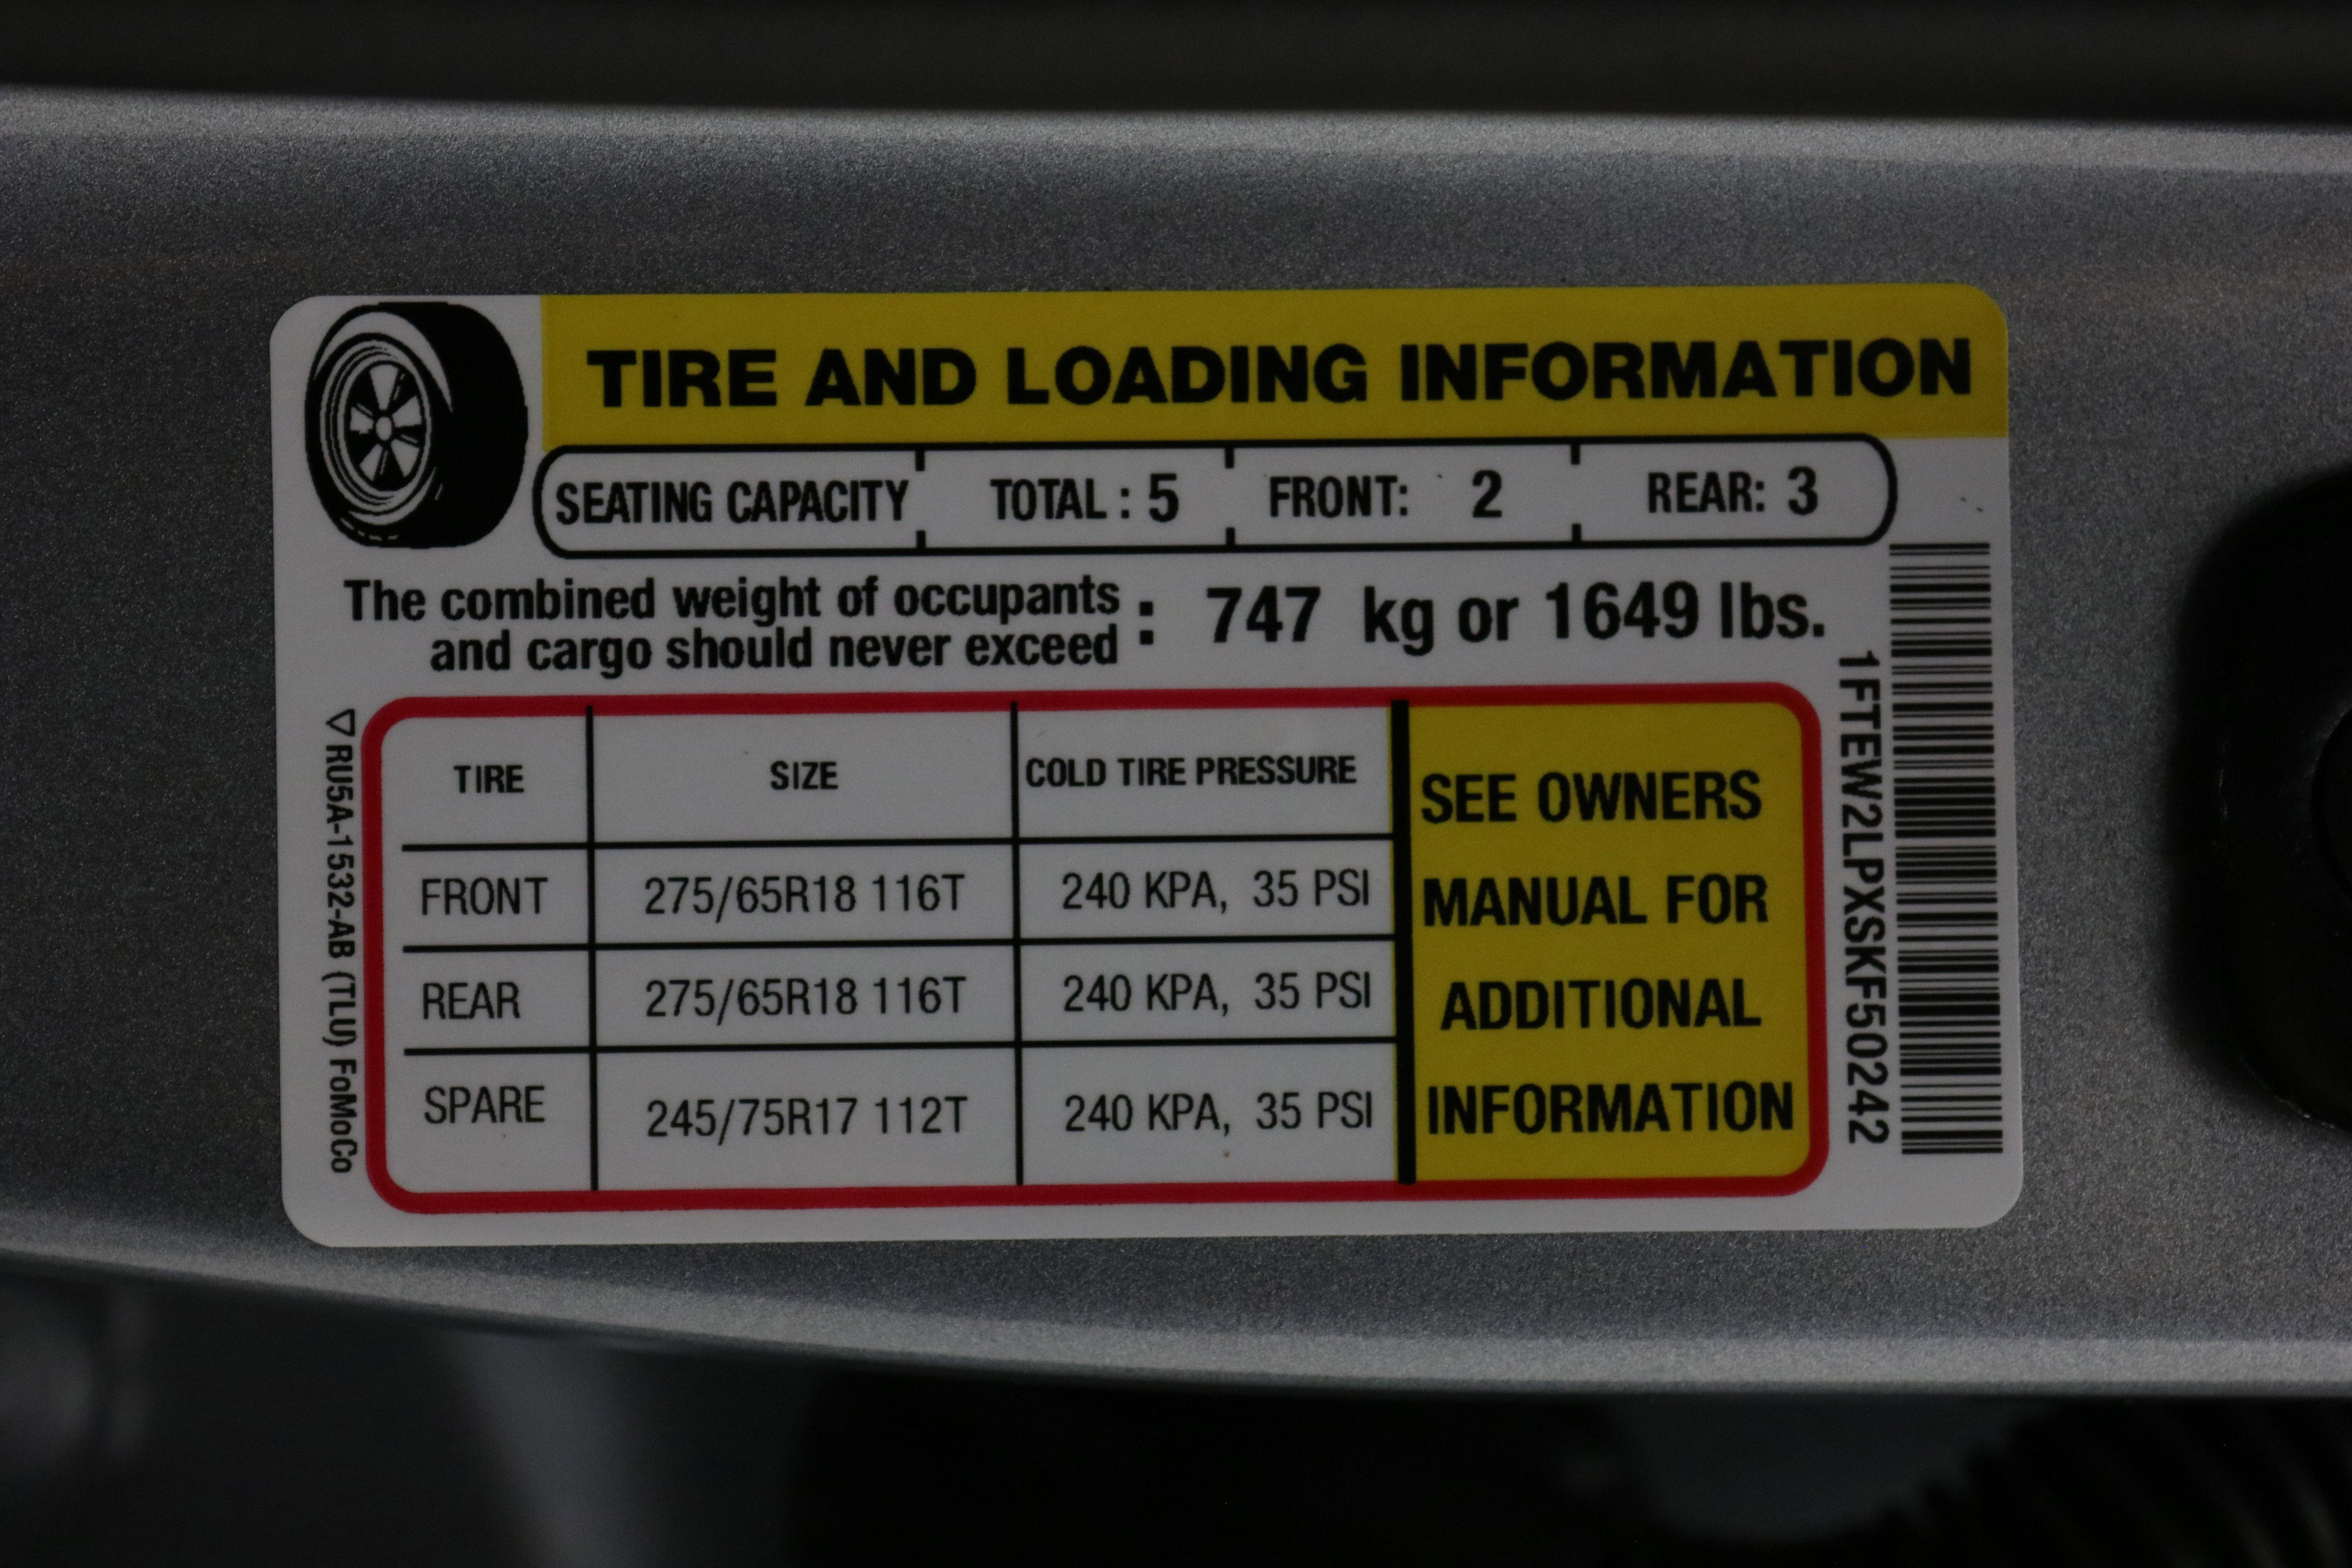 TIRE AND LOADING INFORMATION
SEATING CAPACITY TOTAL : 5 FRONT: 2 REAR: 3
The combined weight of occupants
and cargo should never exceed : 747 kg or 1649 lbs.
TIRE SIZE COLD TIRE PRESSURE
FRONT 275/65R18 116T 240 KPA, 35 PSI
REAR 275/65R18 116T 240 KPA, 35 PSI
SPARE 245/75R17 112T 240 KPA, 35 PSI
SEE OWNERS
MANUAL FOR
ADDITIONAL
INFORMATION
1FTEW2LPXSKF50242
RU5A-1532-AB (TLU) FoMoCo